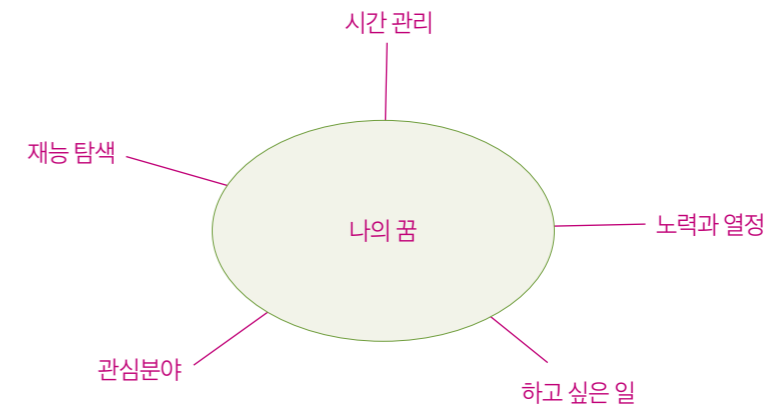 시간 관리
재능 탐색
나의 꿈
노력과 열정
관심분야
하고 싶은 일